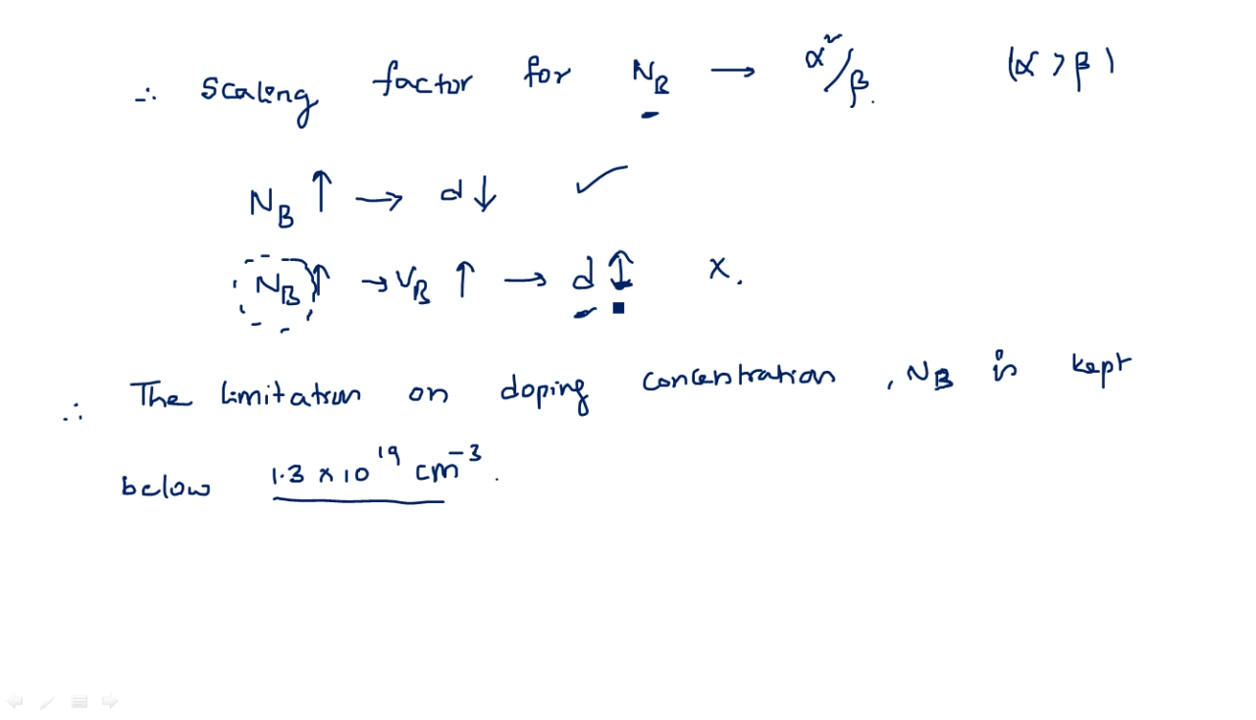 ∴ Scaling factor for N_B → α²/β. (α > β)
N_B ↑ → d ↓ ✓
N_B ↑ → V_B ↑ → d ↕ x.
∴ The limitation on doping concentration, N_B is kept
below 1.3 × 10^19 cm^-3.